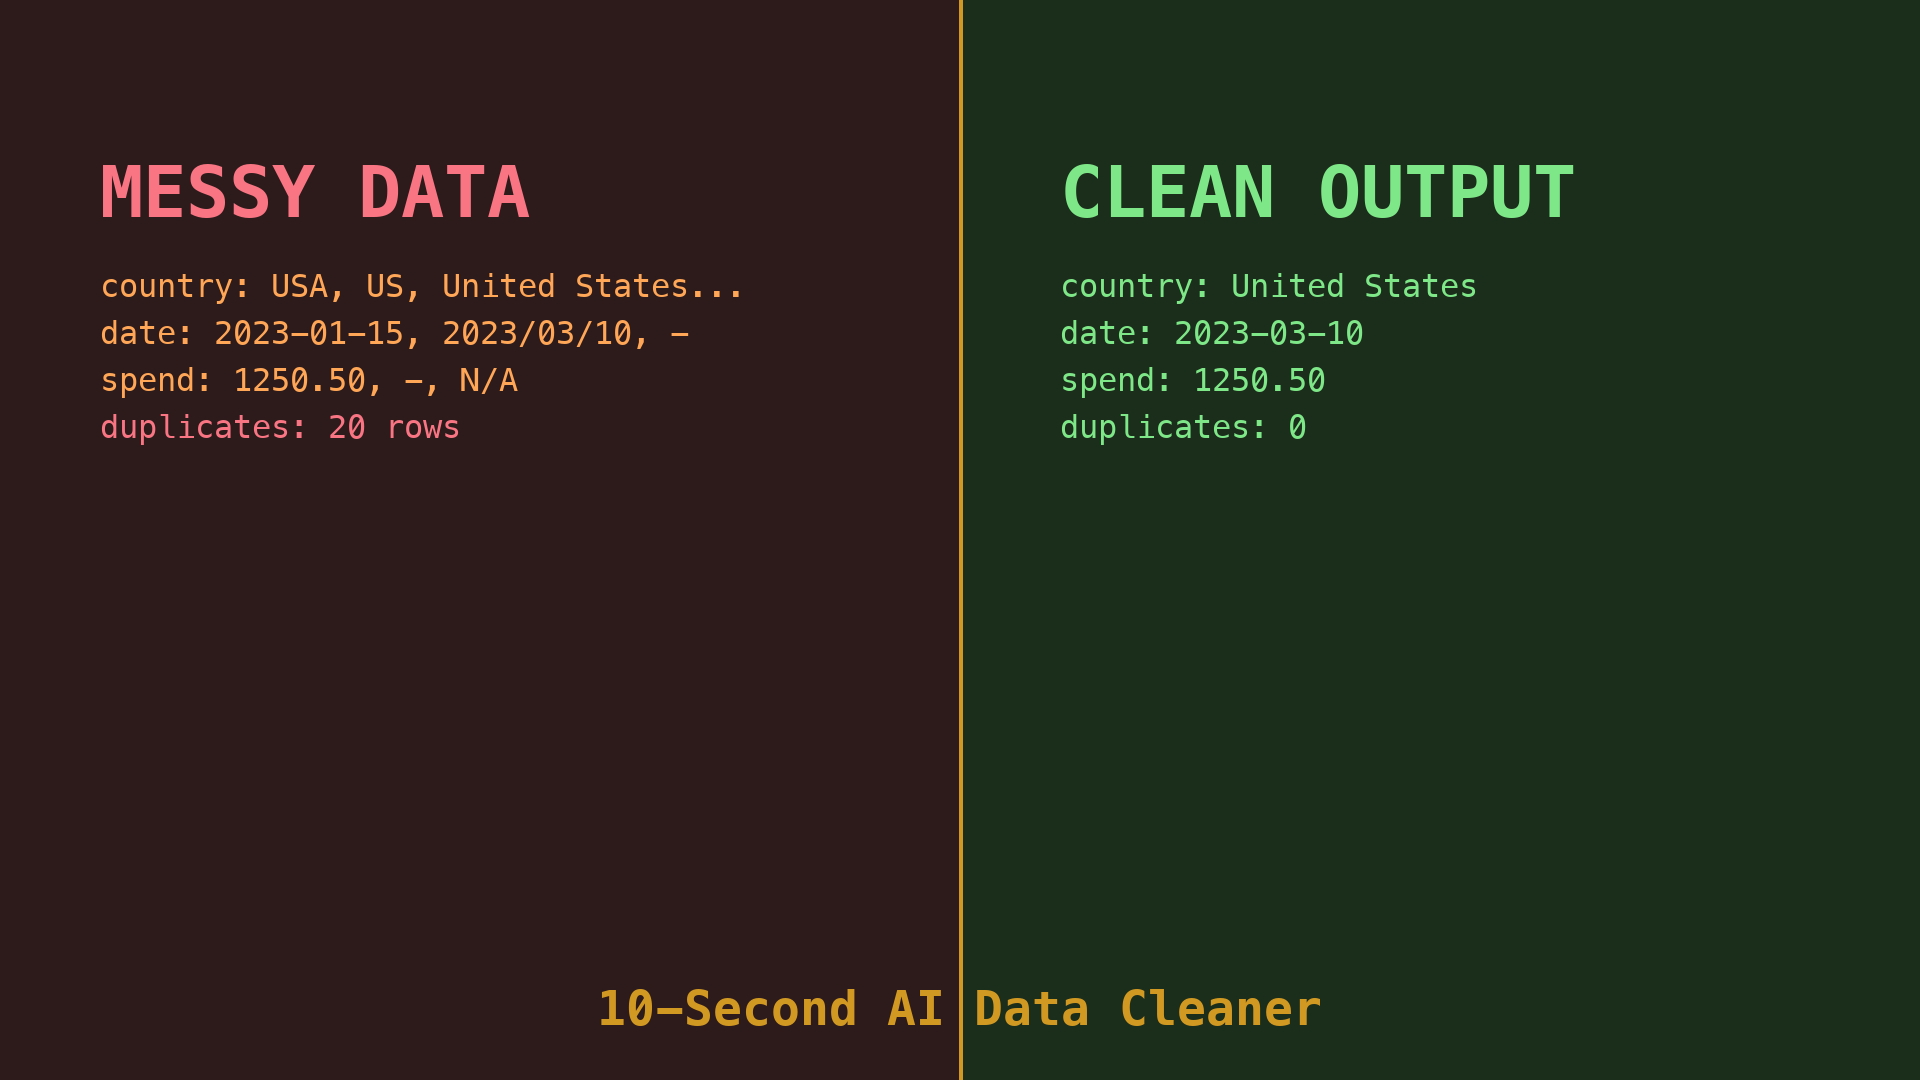 MESSY DATA
country: USA, US, United States...
date: 2023-01-15, 2023/03/10, -
spend: 1250.50, -, N/A
duplicates: 20 rows
CLEAN OUTPUT
country: United States
date: 2023-03-10
spend: 1250.50
duplicates: 0
10-Second AI Data Cleaner